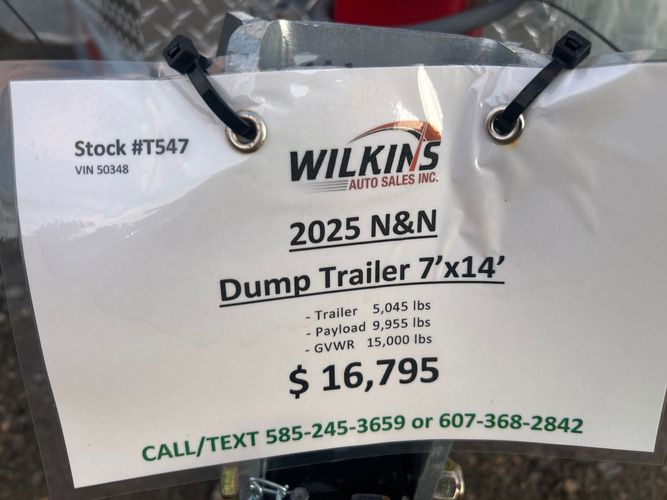 Stock #T547
VIN 50348
WILKINS
AUTO SALES INC.
2025 N&N
Dump Trailer 7'x14'
- Trailer 5,045 lbs
- Payload 9,955 lbs
- GVWR 15,000 lbs
$ 16,795
CALL/TEXT 585-245-3659 or 607-368-2842